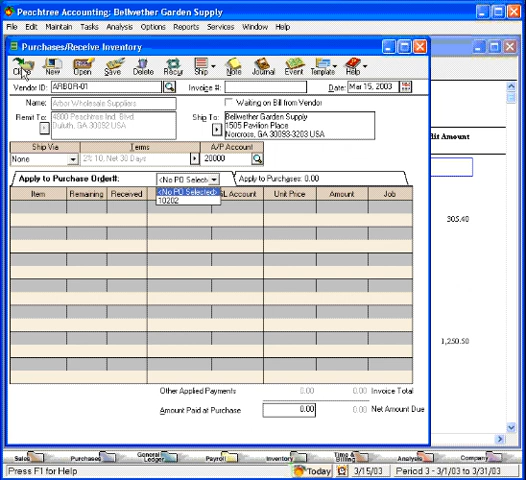 Peachtree Accounting: Bellwether Garden Supply
File Edit Maintain Tasks Analysis Options Reports Services Window Help
Purchases/Receive Inventory
Close New Open Save Delete Recur Ship Note Journal Event Template Help
Vendor ID: ARBOR-01 Invoice #: Date: Mar 15, 2003
Name: Arbor Wholesale Suppliers Waiting on Bill from Vendor
Remit To: 4800 Peachtree Ind. Blvd.
Duluth, GA 30092 USA
Ship To: Bellwether Garden Supply
1505 Pavilion Place
Norcross, GA 30093-3203 USA
Ship Via Terms A/P Account
None 2% 10, Net 30 Days 20000
Apply to Purchase Order#: <No PO Selected> Apply to Purchases: 0.00
<No PO Selected>
10202
Item Remaining Received GL Account Unit Price Amount Job
dit Amount
305.40
1,250.50
Other Applied Payments 0.00 0.00 Invoice Total
Amount Paid at Purchase 0.00 0.00 Net Amount Due
Sales Purchases General Ledger Payroll Inventory Time & Billing Analysis Company
Press F1 for Help Today 3/15/03 Period 3 - 3/1/03 to 3/31/03